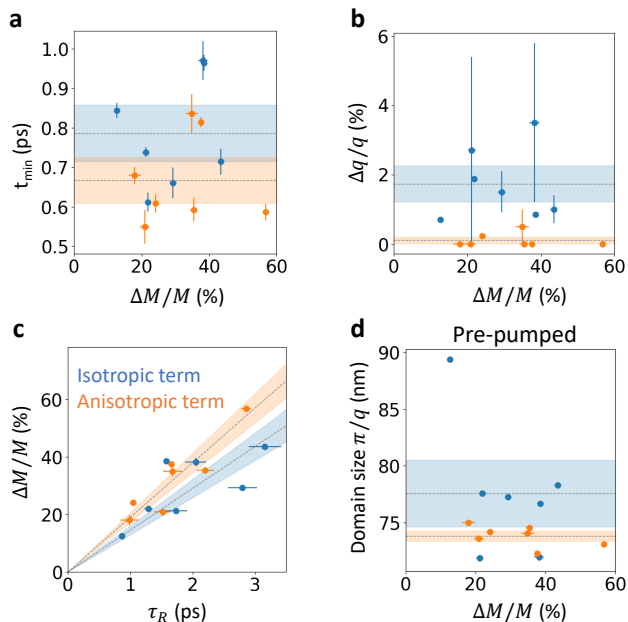 a
1.0
0.9
0.8
0.7
0.6
0.5
t_min (ps)
0
20
40
60
ΔM/M (%)
b
6
4
2
0
Δq/q (%)
0
20
40
60
ΔM/M (%)
c
Isotropic term
Anisotropic term
60
40
20
0
ΔM/M (%)
1
2
3
τ_R (ps)
d
Pre-pumped
90
85
80
75
Domain size π/q (nm)
0
20
40
60
ΔM/M (%)